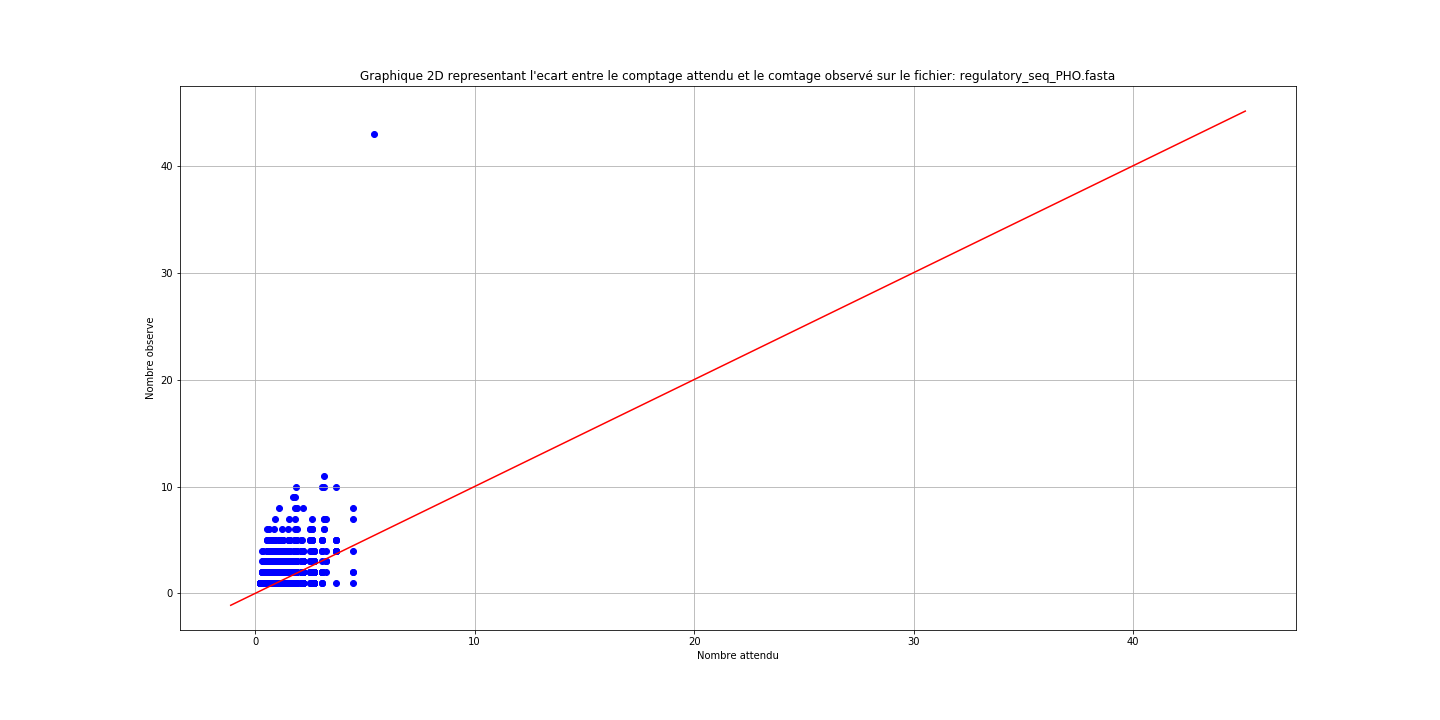 Graphique 2D representant l'ecart entre le comptage attendu et le comtage observé sur le fichier: regulatory_seq_PHO.fasta
40
30
20
10
0
Nombre observe
0 10 20 30 40
Nombre attendu